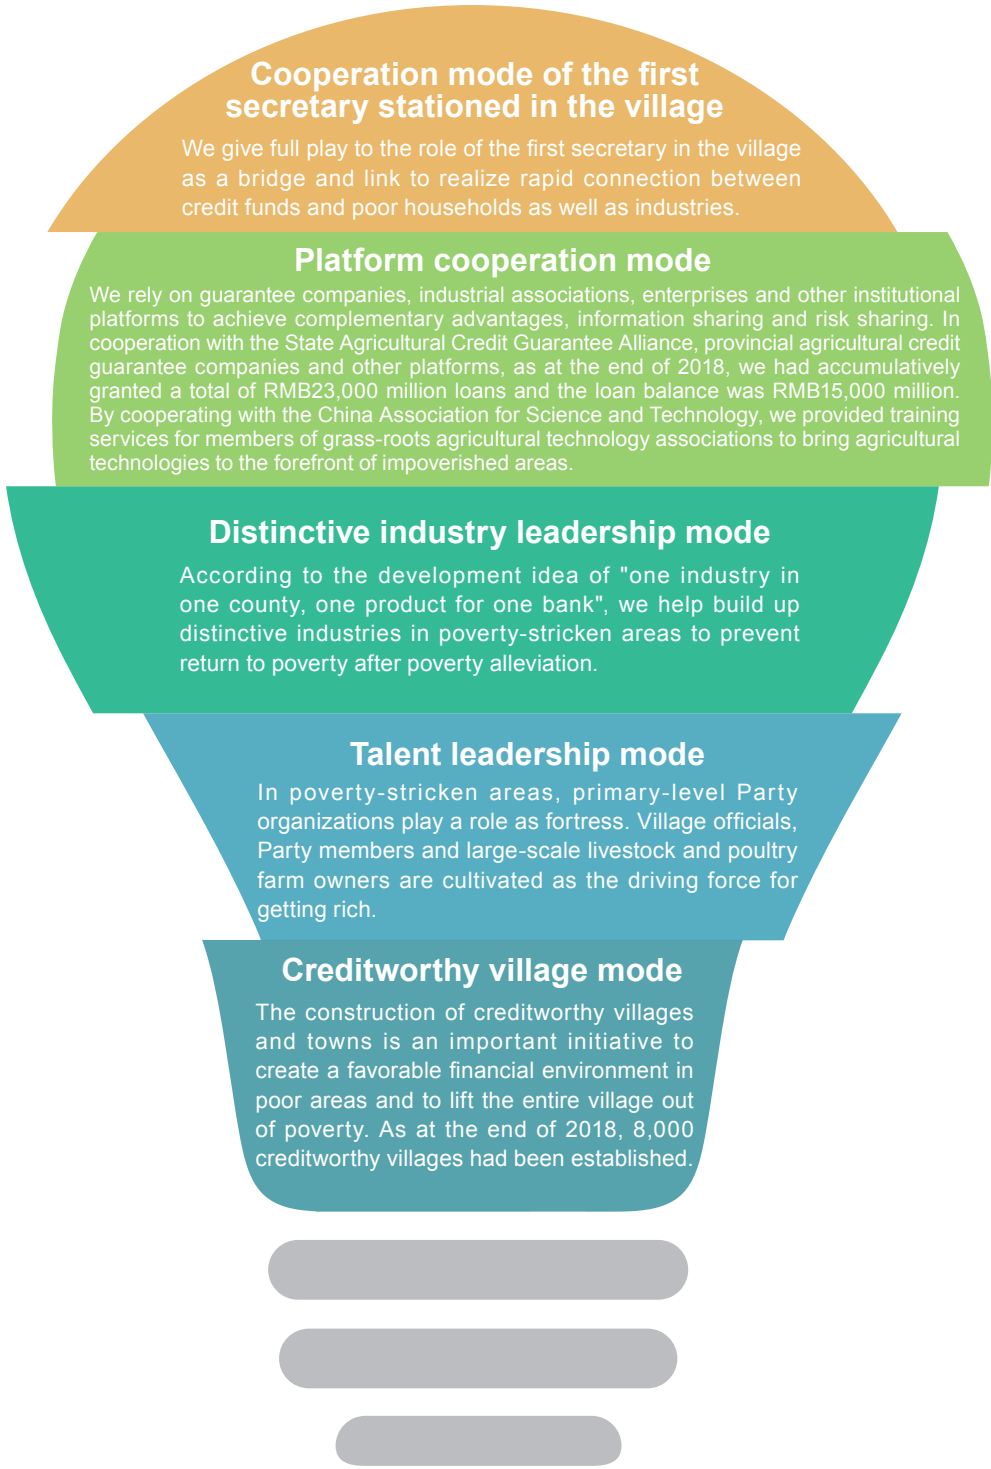 Cooperation mode of the first
secretary stationed in the village
We give full play to the role of the first secretary in the village
as a bridge and link to realize rapid connection between
credit funds and poor households as well as industries.
Platform cooperation mode
We rely on guarantee companies, industrial associations, enterprises and other institutional
platforms to achieve complementary advantages, information sharing and risk sharing. In
cooperation with the State Agricultural Credit Guarantee Alliance, provincial agricultural credit
guarantee companies and other platforms, as at the end of 2018, we had accumulatively
granted a total of RMB23,000 million loans and the loan balance was RMB15,000 million.
By cooperating with the China Association for Science and Technology, we provided training
services for members of grass-roots agricultural technology associations to bring agricultural
technologies to the forefront of impoverished areas.
Distinctive industry leadership mode
According to the development idea of "one industry in
one county, one product for one bank", we help build up
distinctive industries in poverty-stricken areas to prevent
return to poverty after poverty alleviation.
Talent leadership mode
In poverty-stricken areas, primary-level Party
organizations play a role as fortress. Village officials,
Party members and large-scale livestock and poultry
farm owners are cultivated as the driving force for
getting rich.
Creditworthy village mode
The construction of creditworthy villages
and towns is an important initiative to
create a favorable financial environment in
poor areas and to lift the entire village out
of poverty. As at the end of 2018, 8,000
creditworthy villages had been established.